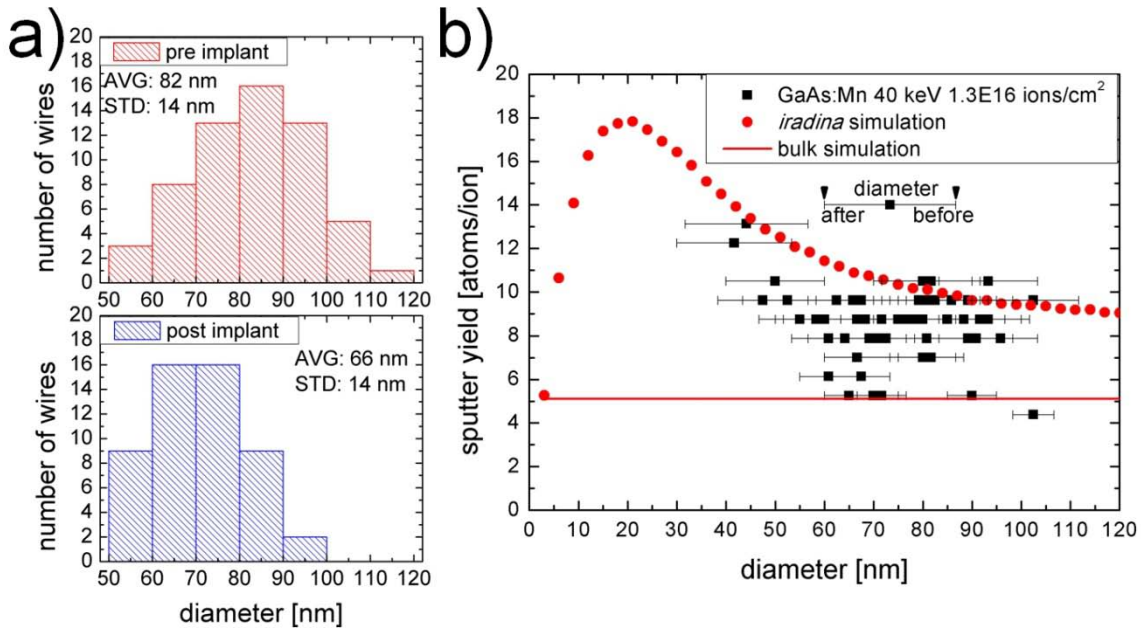 a)
number of wires
20
18
16
14
12
10
8
6
4
2
0
pre implant
AVG: 82 nm
STD: 14 nm
50 60 70 80 90 100 110 120
number of wires
20
18
16
14
12
10
8
6
4
2
0
post implant
AVG: 66 nm
STD: 14 nm
50 60 70 80 90 100 110 120
diameter [nm]
b)
sputter yield [atoms/ion]
20
18
16
14
12
10
8
6
4
2
0
GaAs:Mn 40 keV 1.3E16 ions/cm²
iradina simulation
bulk simulation
diameter
after before
0 10 20 30 40 50 60 70 80 90 100 120
diameter [nm]